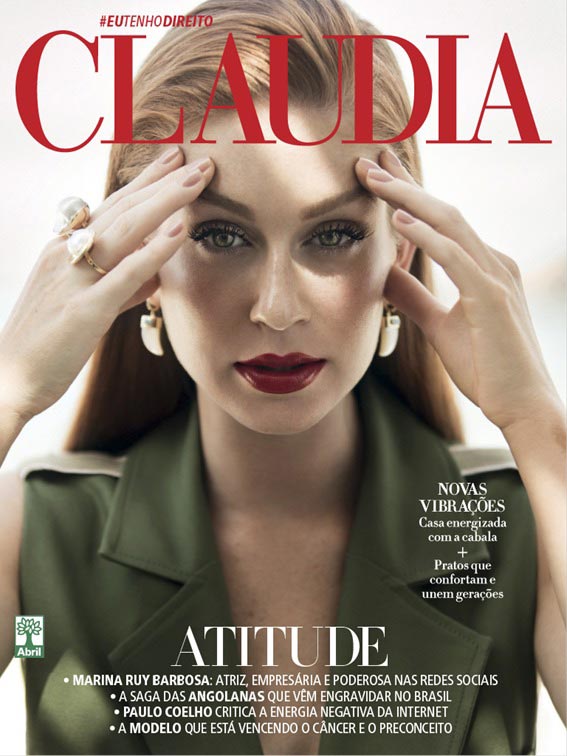 #EUTENHODIREITO
CLAUDIA
NOVAS
VIBRAÇÕES
Casa energizada
com a cabala
+
Pratos que
confortam e
unem gerações
Abril
ATITUDE
• MARINA RUY BARBOSA: ATRIZ, EMPRESÁRIA E PODEROSA NAS REDES SOCIAIS
• A SAGA DAS ANGOLANAS QUE VÊM ENGRAVIDAR NO BRASIL
• PAULO COELHO CRITICA A ENERGIA NEGATIVA DA INTERNET
• A MODELO QUE ESTÁ VENCENDO O CÂNCER E O PRECONCEITO